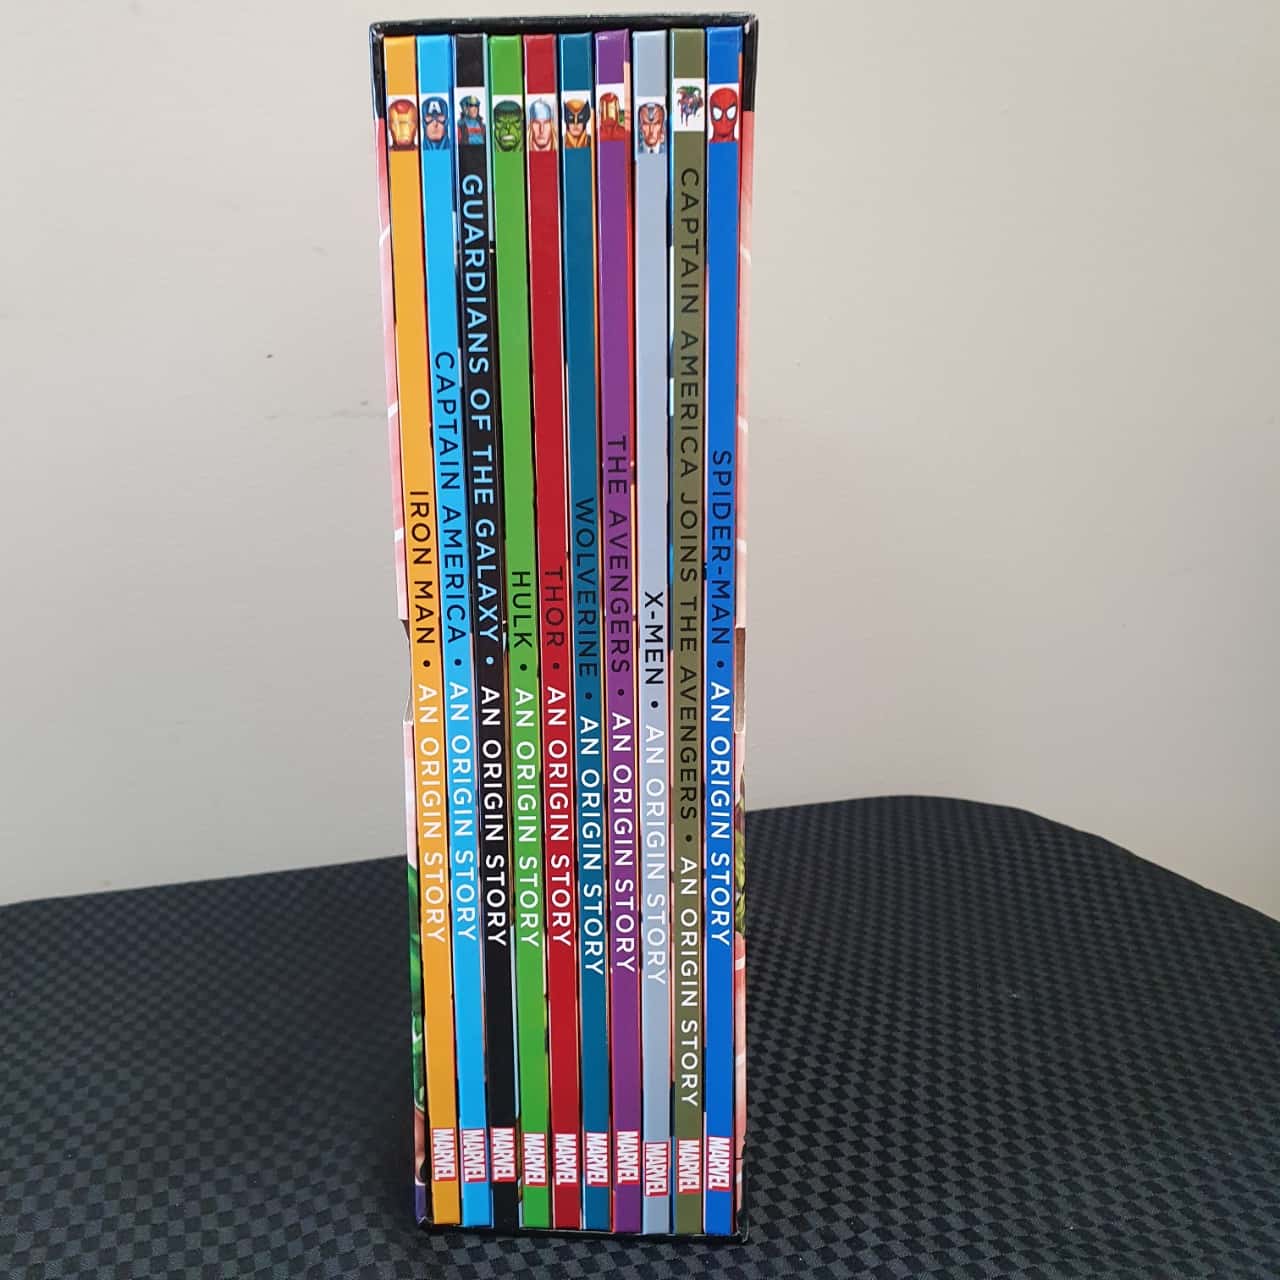 IRON MAN • AN ORIGIN STORY MARVEL
CAPTAIN AMERICA • AN ORIGIN STORY MARVEL
GUARDIANS OF THE GALAXY • AN ORIGIN STORY MARVEL
HULK • AN ORIGIN STORY MARVEL
THOR • AN ORIGIN STORY MARVEL
WOLVERINE • AN ORIGIN STORY MARVEL
THE AVENGERS • AN ORIGIN STORY MARVEL
X-MEN • AN ORIGIN STORY MARVEL
CAPTAIN AMERICA JOINS THE AVENGERS • AN ORIGIN STORY MARVEL
SPIDER-MAN • AN ORIGIN STORY MARVEL